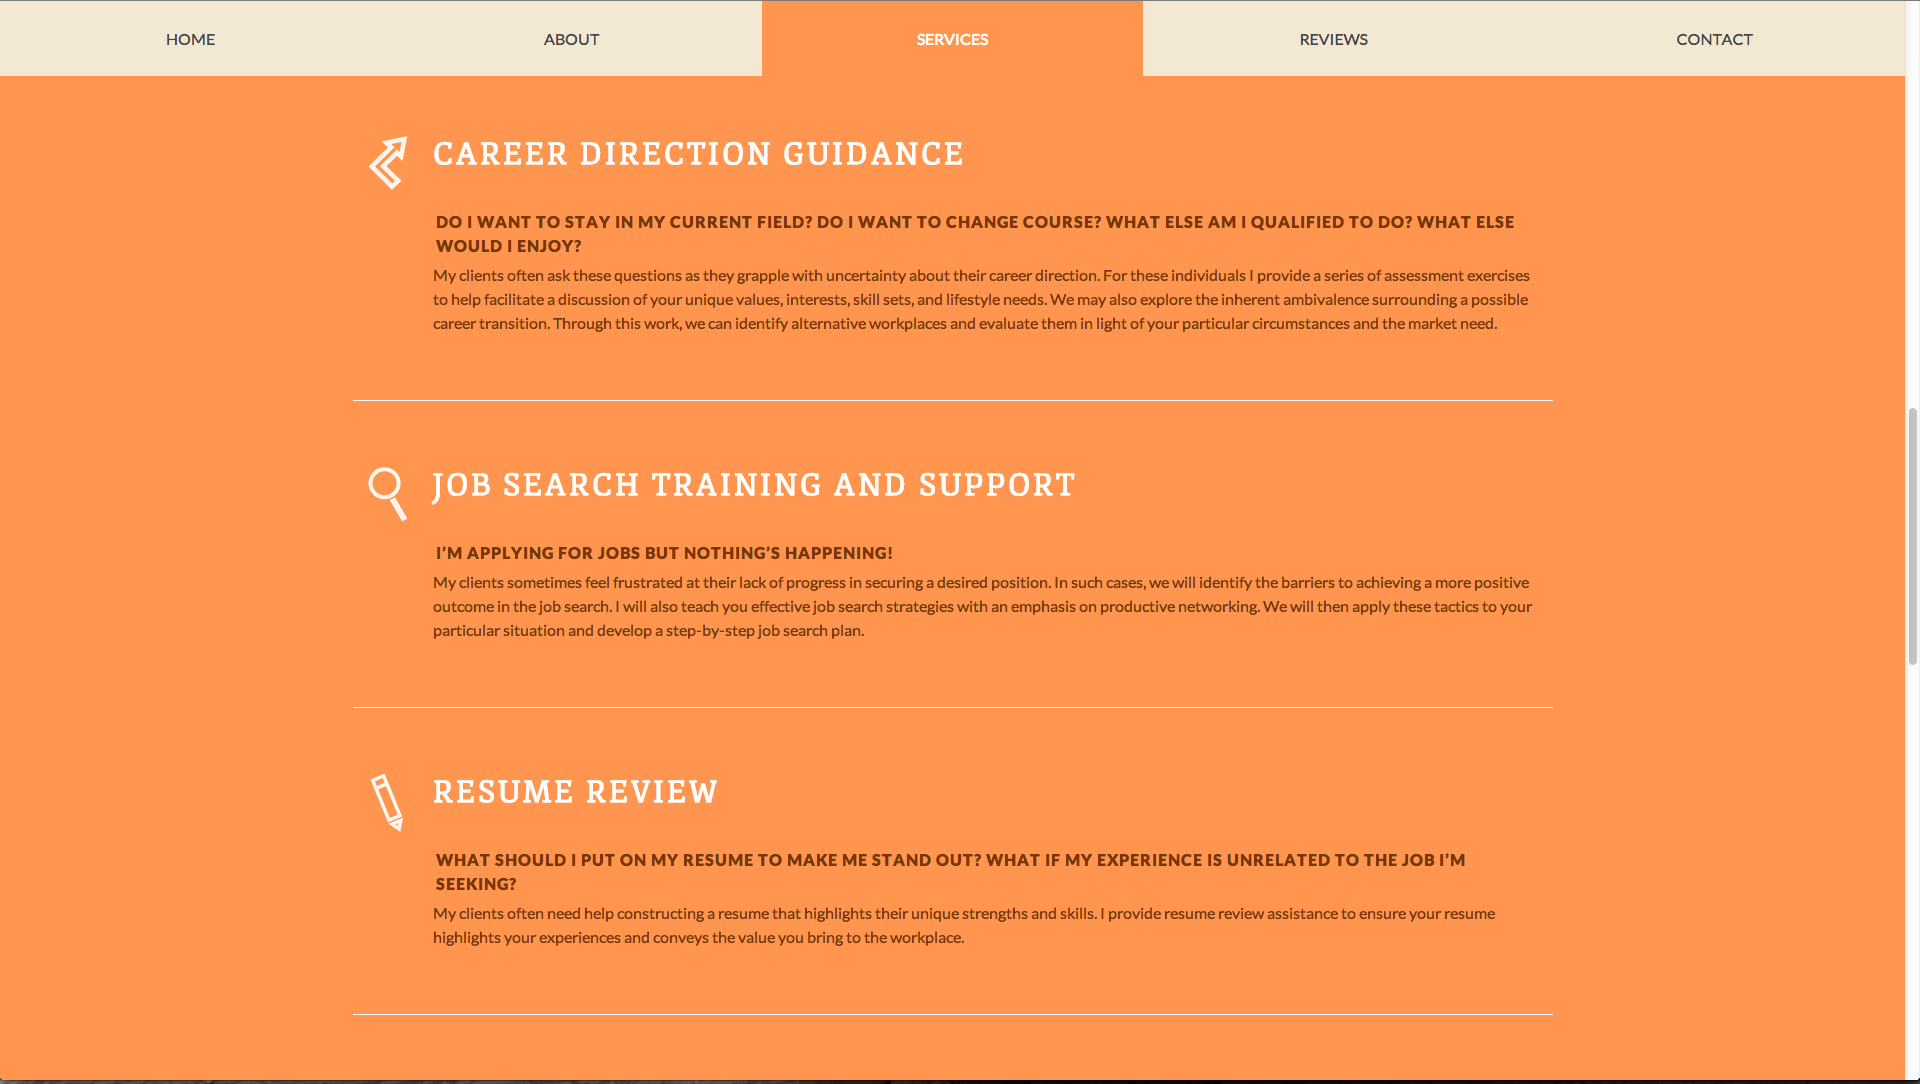 HOME
ABOUT
SERVICES
REVIEWS
CONTACT
CAREER DIRECTION GUIDANCE
DO I WANT TO STAY IN MY CURRENT FIELD? DO I WANT TO CHANGE COURSE? WHAT ELSE AM I QUALIFIED TO DO? WHAT ELSE
WOULD I ENJOY?
My clients often ask these questions as they grapple with uncertainty about their career direction. For these individuals I provide a series of assessment exercises
to help facilitate a discussion of your unique values, interests, skill sets, and lifestyle needs. We may also explore the inherent ambivalence surrounding a possible
career transition. Through this work, we can identify alternative workplaces and evaluate them in light of your particular circumstances and the market need.
JOB SEARCH TRAINING AND SUPPORT
I’M APPLYING FOR JOBS BUT NOTHING’S HAPPENING!
My clients sometimes feel frustrated at their lack of progress in securing a desired position. In such cases, we will identify the barriers to achieving a more positive
outcome in the job search. I will also teach you effective job search strategies with an emphasis on productive networking. We will then apply these tactics to your
particular situation and develop a step-by-step job search plan.
RESUME REVIEW
WHAT SHOULD I PUT ON MY RESUME TO MAKE ME STAND OUT? WHAT IF MY EXPERIENCE IS UNRELATED TO THE JOB I’M
SEEKING?
My clients often need help constructing a resume that highlights their unique strengths and skills. I provide resume review assistance to ensure your resume
highlights your experiences and conveys the value you bring to the workplace.